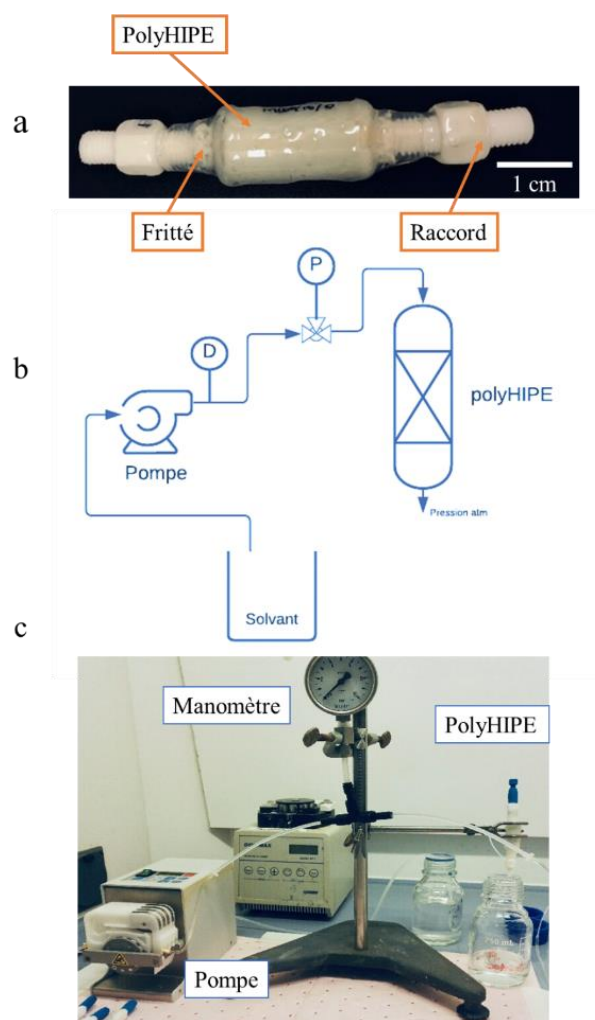 PolyHIPE
a
1 cm
Fritté
Raccord
b
P
D
polyHIPE
Pompe
Pression atm
Solvant
c
Manomètre
PolyHIPE
Pompe